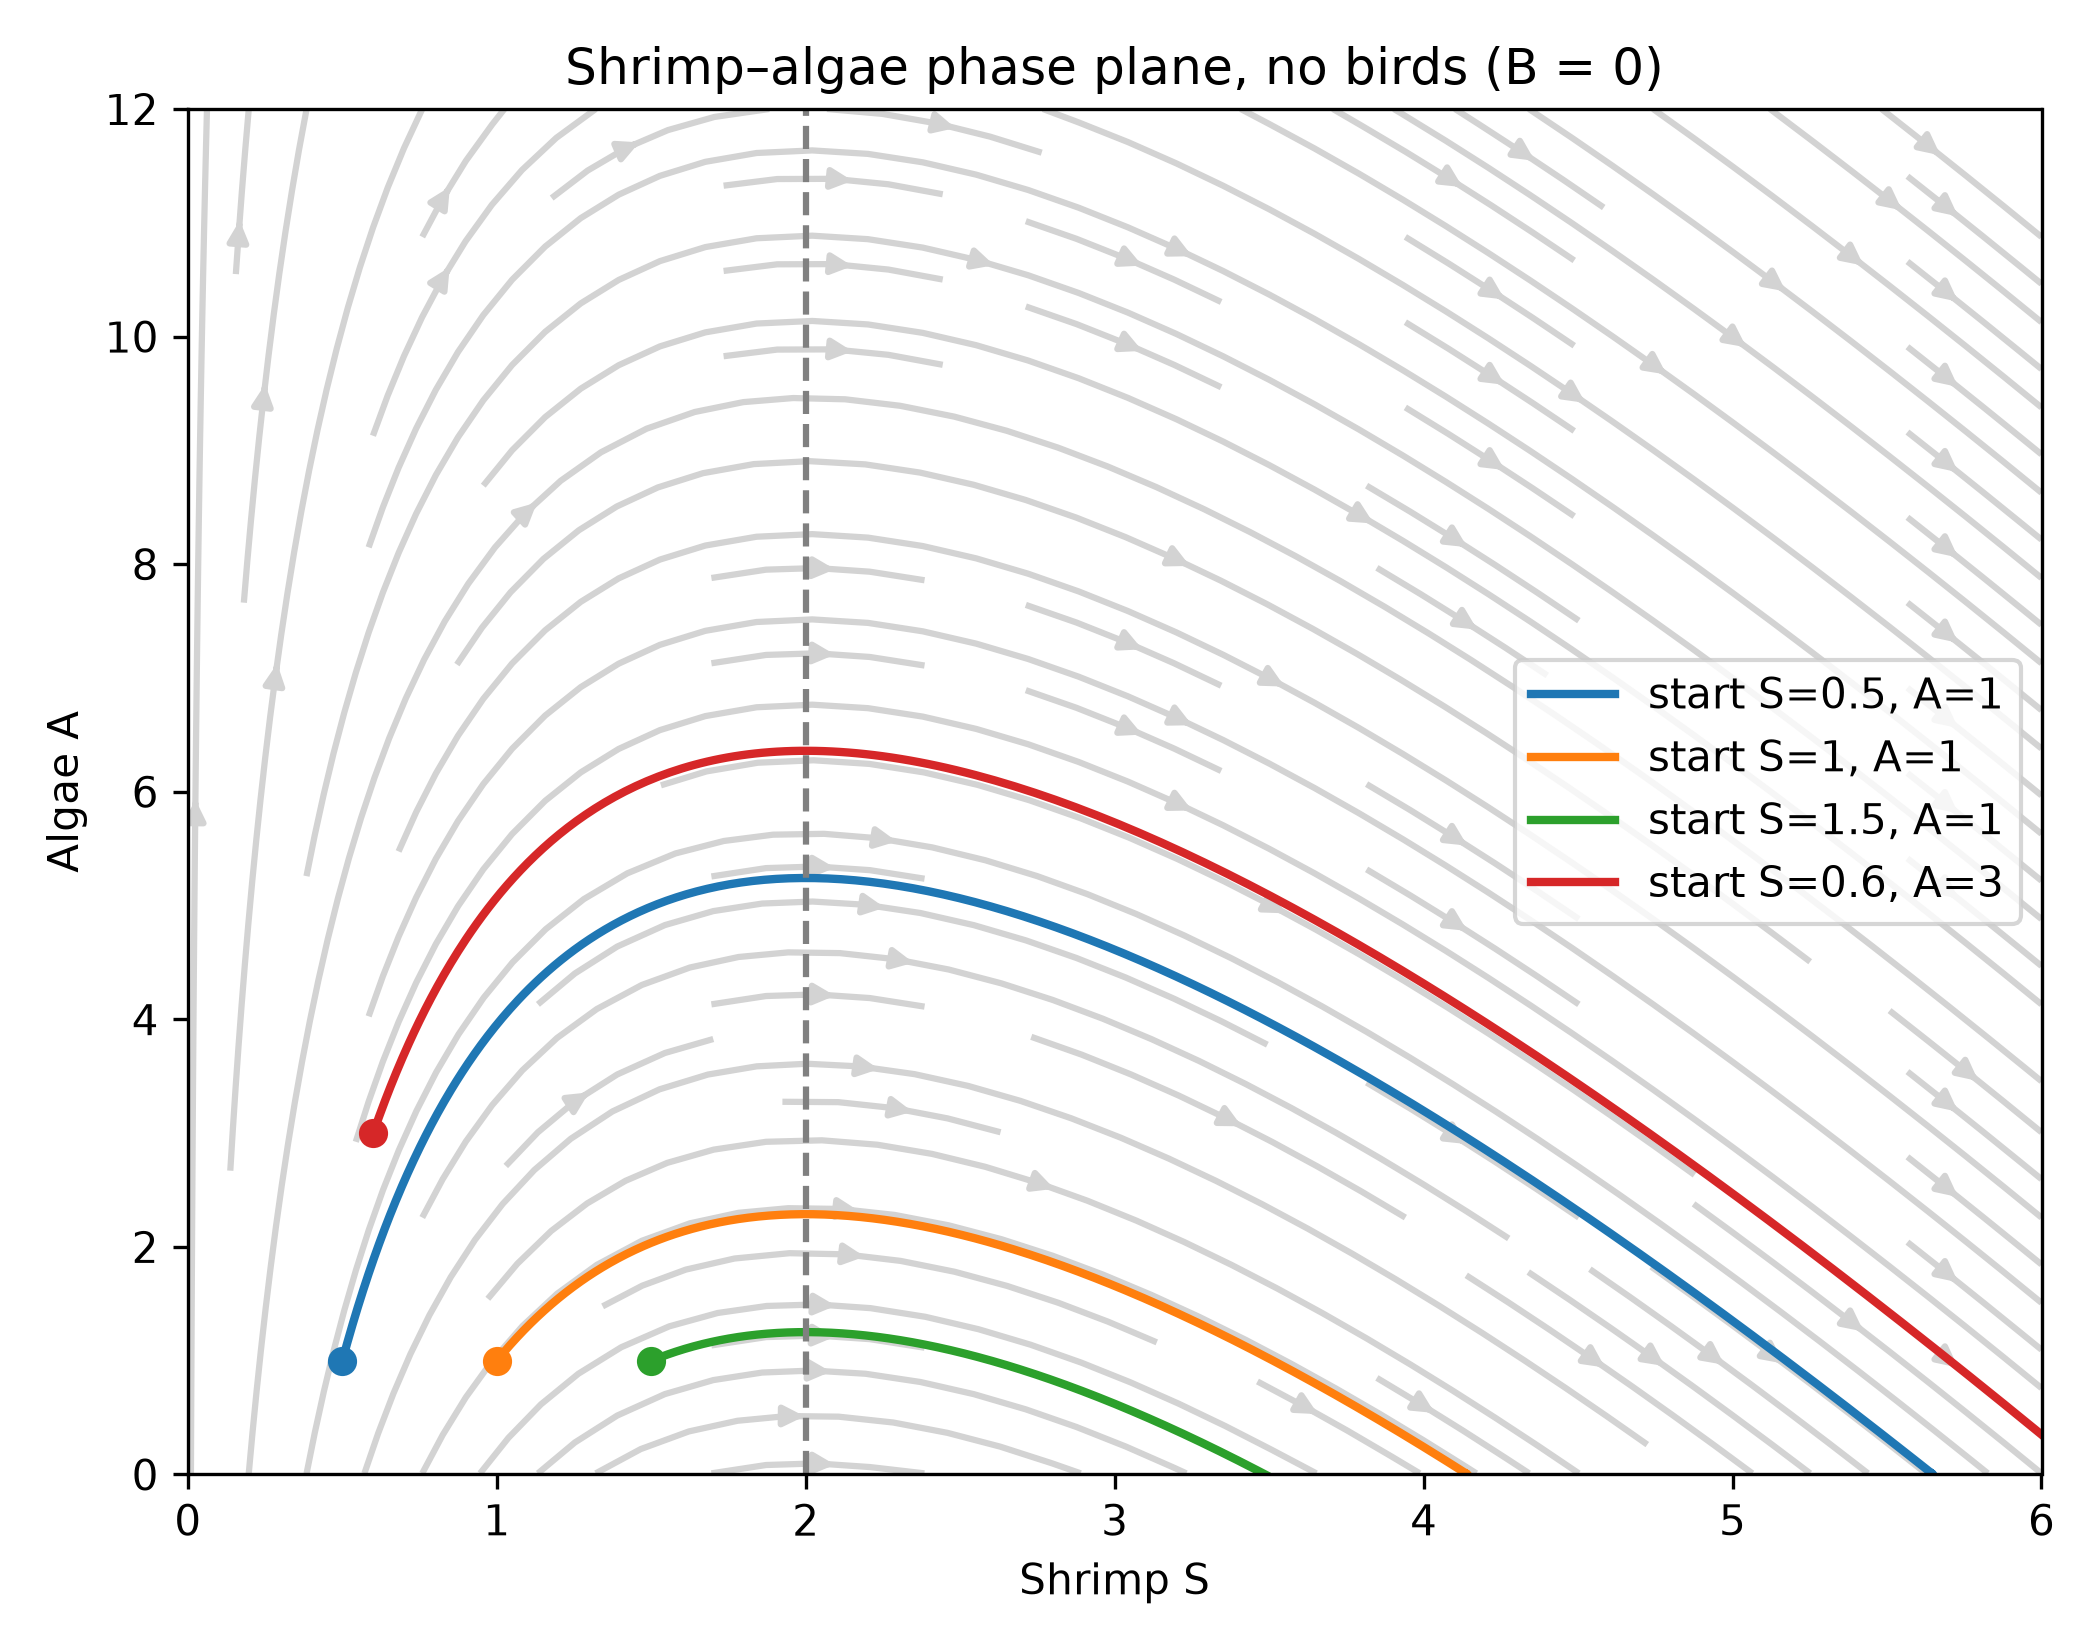 Shrimp–algae phase plane, no birds (B = 0)
12
10
8
6
4
2
0
Algae A
start S=0.5, A=1
start S=1, A=1
start S=1.5, A=1
start S=0.6, A=3
0 1 2 3 4 5 6
Shrimp S